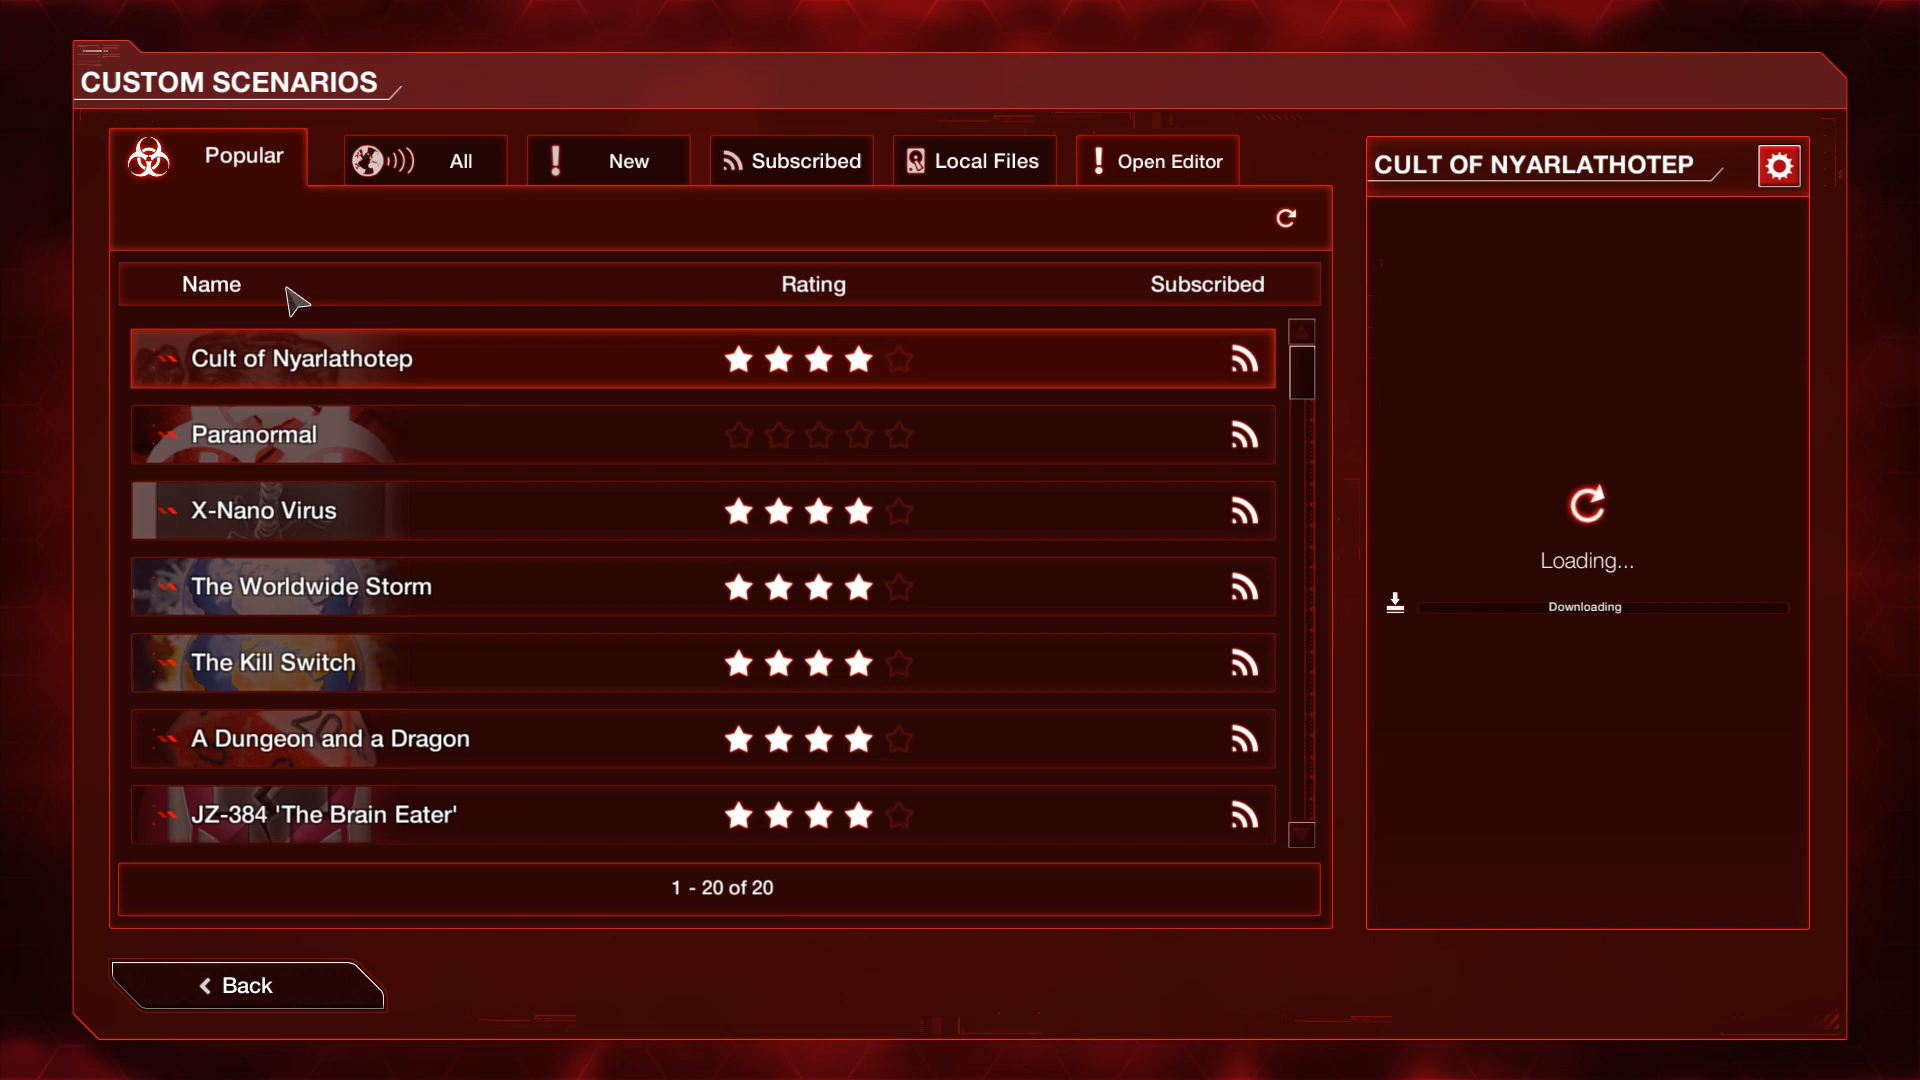 CUSTOM SCENARIOS
Popular
All
New
Subscribed
Local Files
Open Editor
Name
Rating
Subscribed
Cult of Nyarlathotep
Paranormal
X-Nano Virus
The Worldwide Storm
The Kill Switch
A Dungeon and a Dragon
JZ-384 'The Brain Eater'
1 - 20 of 20
Back
CULT OF NYARLATHOTEP
Loading...
Downloading